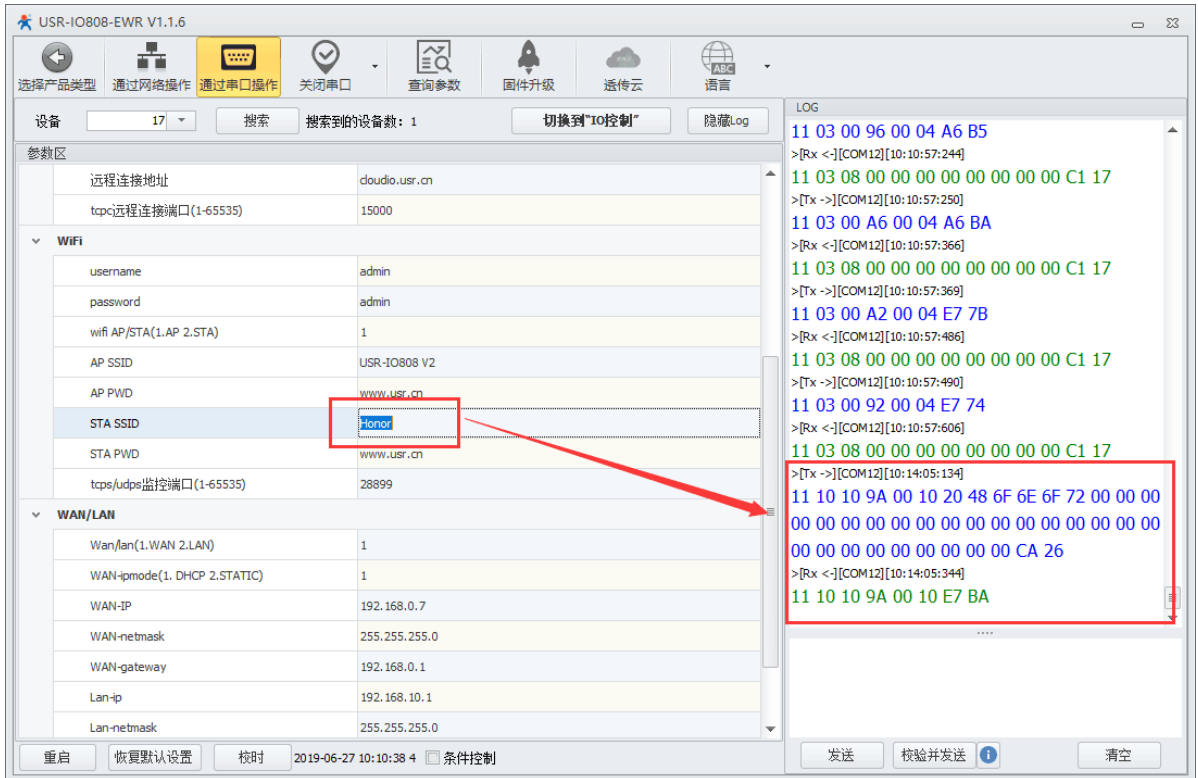 USR-IO808-EWR V1.1.6
选择产品类型 通过网络操作 通过串口操作 关闭串口 查询参数 固件升级 透传云 语言
设备 17 搜索 搜索到的设备数: 1 切换到"IO控制" 隐藏Log
参数区
远程连接地址 cloudio.usr.cn
tcpc远程连接端口(1-65535) 15000
WiFi
username admin
password admin
wifi AP/STA(1.AP 2.STA) 1
AP SSID USR-IO808 V2
AP PWD www.usr.cn
STA SSID Honor
STA PWD www.usr.cn
tcps/udps监控端口(1-65535) 28899
WAN/LAN
Wan/lan(1.WAN 2.LAN) 1
WAN-ipmode(1. DHCP 2.STATIC) 1
WAN-IP 192.168.0.7
WAN-netmask 255.255.255.0
WAN-gateway 192.168.0.1
Lan-ip 192.168.10.1
Lan-netmask 255.255.255.0
重启 恢复默认设置 校时 2019-06-27 10:10:38 4 条件控制
LOG
11 03 00 96 00 04 A6 B5
>[Rx <-][COM12][10:10:57:244]
11 03 08 00 00 00 00 00 00 00 00 C1 17
>[Tx ->][COM12][10:10:57:250]
11 03 00 A6 00 04 A6 BA
>[Rx <-][COM12][10:10:57:366]
11 03 08 00 00 00 00 00 00 00 00 C1 17
>[Tx ->][COM12][10:10:57:369]
11 03 00 A2 00 04 E7 7B
>[Rx <-][COM12][10:10:57:486]
11 03 08 00 00 00 00 00 00 00 00 C1 17
>[Tx ->][COM12][10:10:57:490]
11 03 00 92 00 04 E7 74
>[Rx <-][COM12][10:10:57:606]
11 03 08 00 00 00 00 00 00 00 00 C1 17
>[Tx ->][COM12][10:14:05:134]
11 10 10 9A 00 10 20 48 6F 6E 6F 72 00 00 00
00 00 00 00 00 00 00 00 00 00 00 00 00 00 00
00 00 00 00 00 00 00 00 00 CA 26
>[Rx <-][COM12][10:14:05:344]
11 10 10 9A 00 10 E7 BA
发送 校验并发送 清空